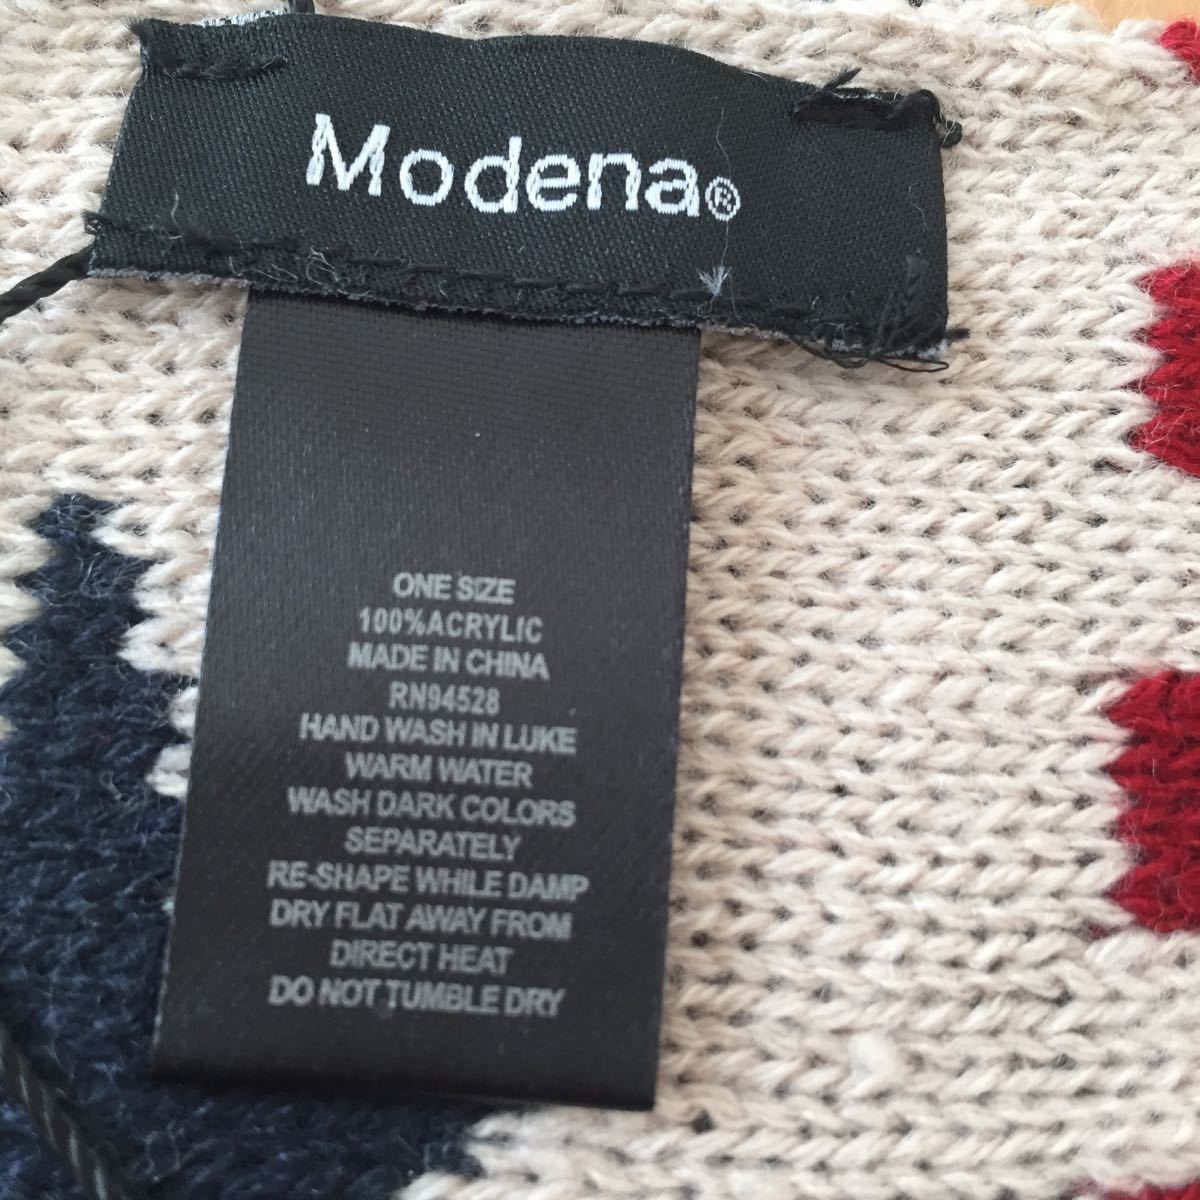 Modena®
ONE SIZE
100%ACRYLIC
MADE IN CHINA
RN94528
HAND WASH IN LUKE
WARM WATER
WASH DARK COLORS
SEPARATELY
RE-SHAPE WHILE DAMP
DRY FLAT AWAY FROM
DIRECT HEAT
DO NOT TUMBLE DRY